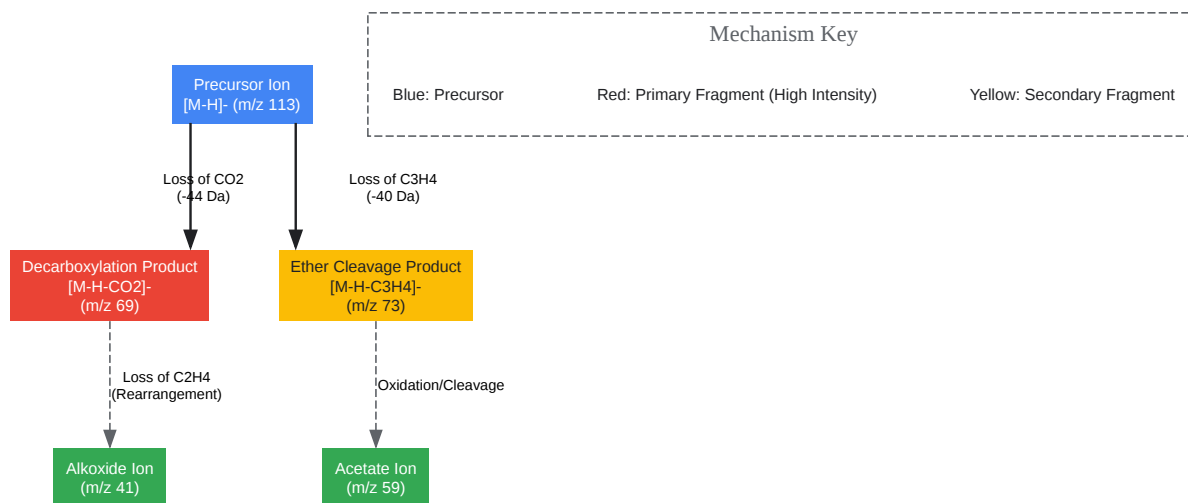 Mechanism Key
Blue: Precursor
Red: Primary Fragment (High Intensity)
Yellow: Secondary Fragment
Precursor Ion
[M-H]- (m/z 113)
Loss of CO2
(-44 Da)
Loss of C3H4
(-40 Da)
Decarboxylation Product
[M-H-CO2]-
(m/z 69)
Ether Cleavage Product
[M-H-C3H4]-
(m/z 73)
Loss of C2H4
(Rearrangement)
Oxidation/Cleavage
Alkoxide Ion
(m/z 41)
Acetate Ion
(m/z 59)